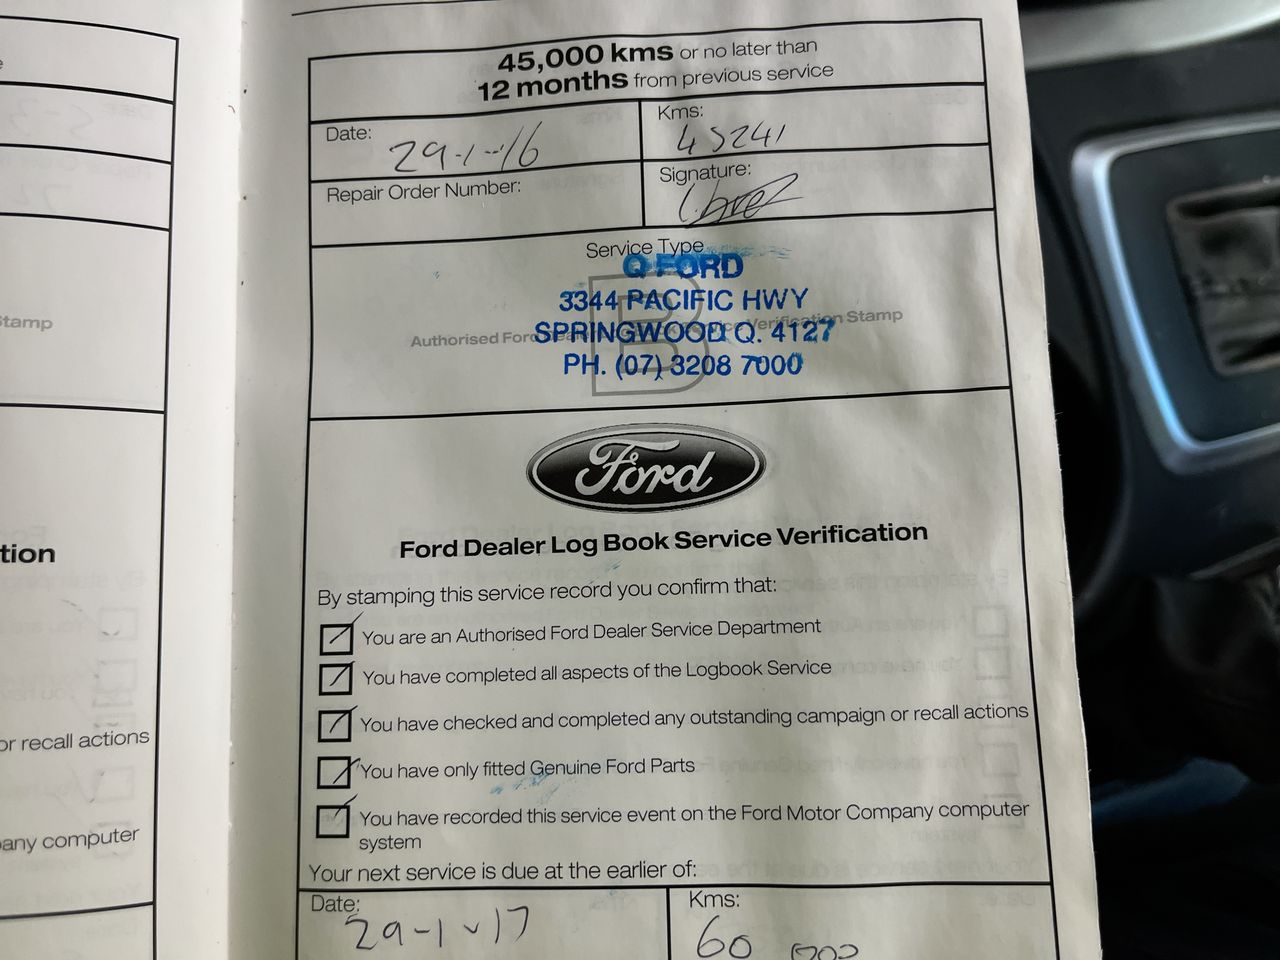 45,000 kms or no later than
12 months from previous service
Date: 29-1-16
Kms: 45241
Repair Order Number:
Signature:
Service Type
Q FORD
3344 PACIFIC HWY
Authorised Ford Verification Stamp
SPRINGWOOD Q. 4127
PH. (07) 3208 7000
B
Ford
Ford Dealer Log Book Service Verification
By stamping this service record you confirm that:
You are an Authorised Ford Dealer Service Department
You have completed all aspects of the Logbook Service
You have checked and completed any outstanding campaign or recall actions
You have only fitted Genuine Ford Parts
You have recorded this service event on the Ford Motor Company computer
system
Your next service is due at the earlier of:
Date: 29-1-17
Kms: 60 000
Stamp
tion
or recall actions
any computer